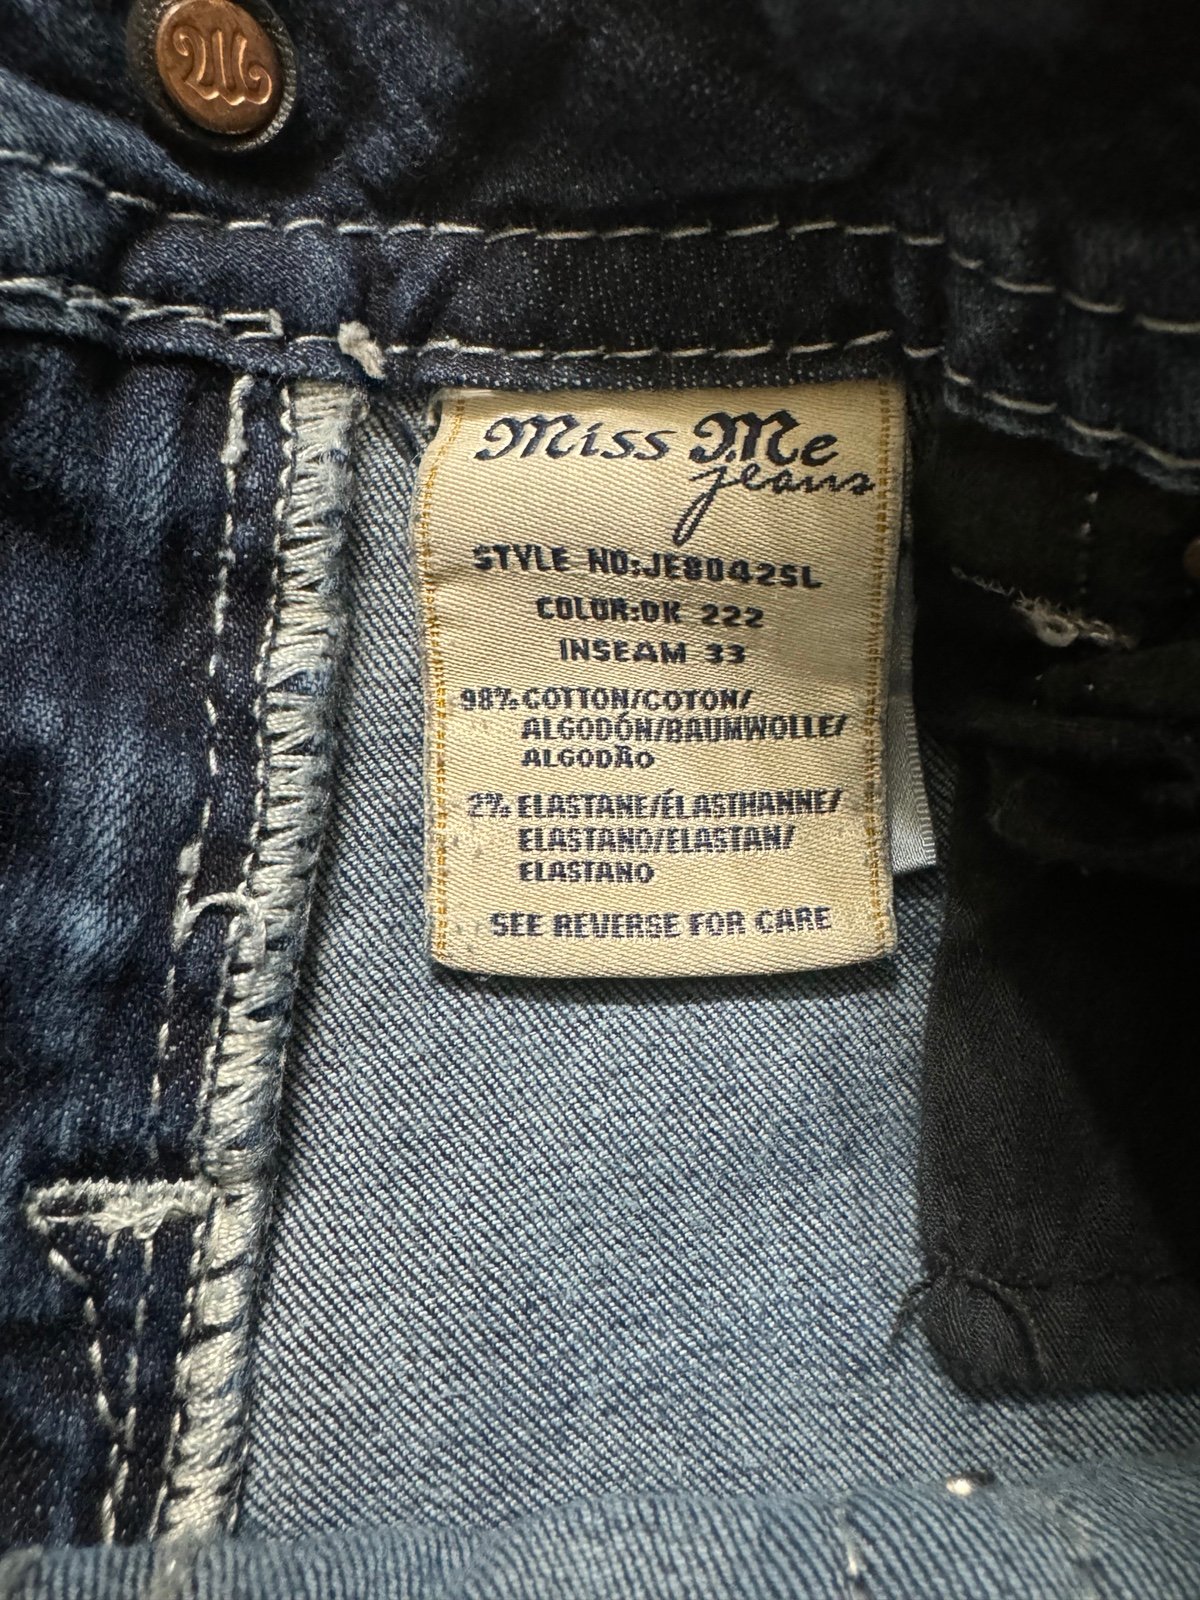 M
Miss Me
jeans
STYLE NO:JE8042SL
COLOR:DK 222
INSEAM 33
98% COTTON/COTON/
ALGODÓN/BAUMWOLLE/
ALGODÃO
2% ELASTANE/ÉLASTHANNE/
ELASTANO/ELASTAN/
ELASTANO
SEE REVERSE FOR CARE